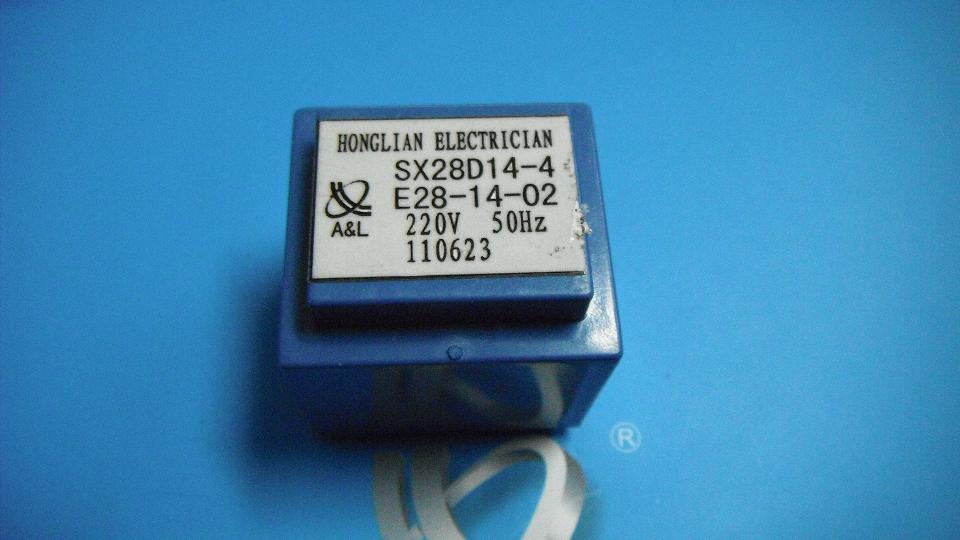 HONGLIAN ELECTRICIAN
SX28D14-4
E28-14-02
A&L
220V 50Hz
110623
®